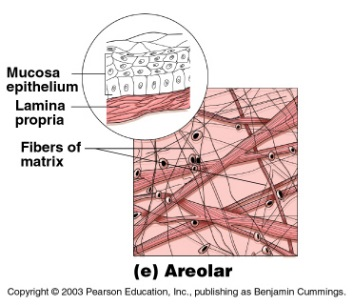 Mucosa
epithelium
Lamina
propria
Fibers of
matrix
(e) Areolar
Copyright © 2003 Pearson Education, Inc., publishing as Benjamin Cummings.